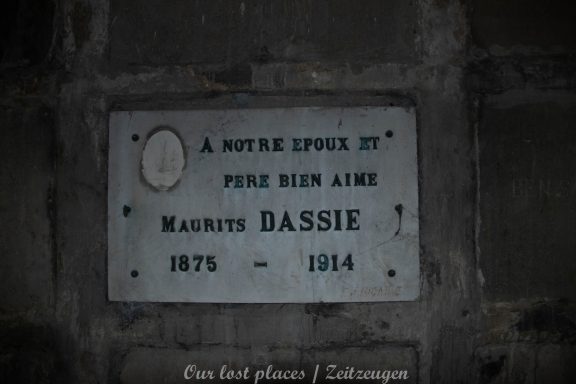 A NOTRE EPOUX ET
PERE BIEN AIME
MAURITS DASSIE
1875 - 1914
Our lost places / Zeitzeugen